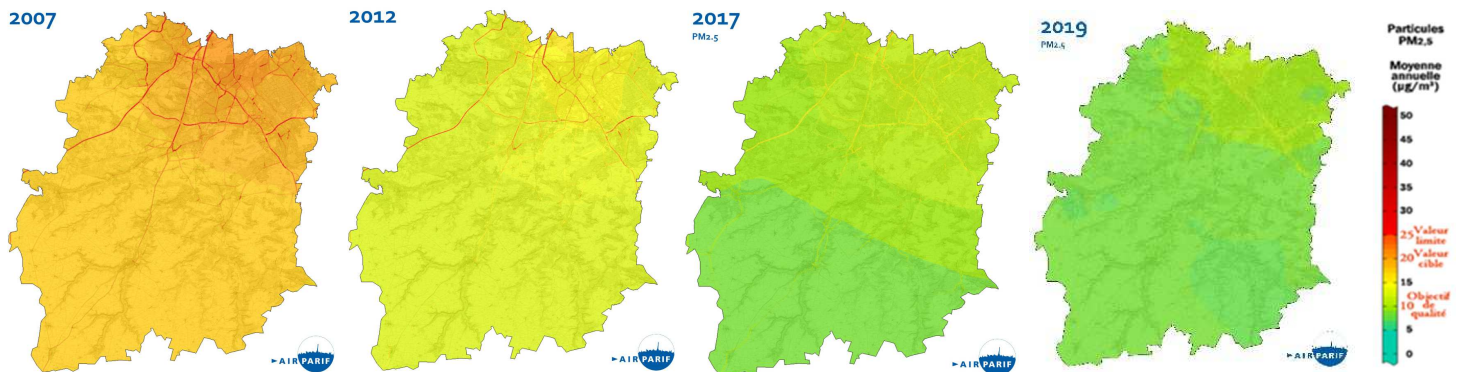 2007
2012
2017
PM2.5
2019
PM2.5
AIRPARIF
AIRPARIF
AIRPARIF
AIRPARIF
Particules
PM2,5
Moyenne
annuelle
(µg/m³)
50
45
40
35
30
25 Valeur
limite
20 Valeur
cible
15
Objectif
10 de
qualité
5
0